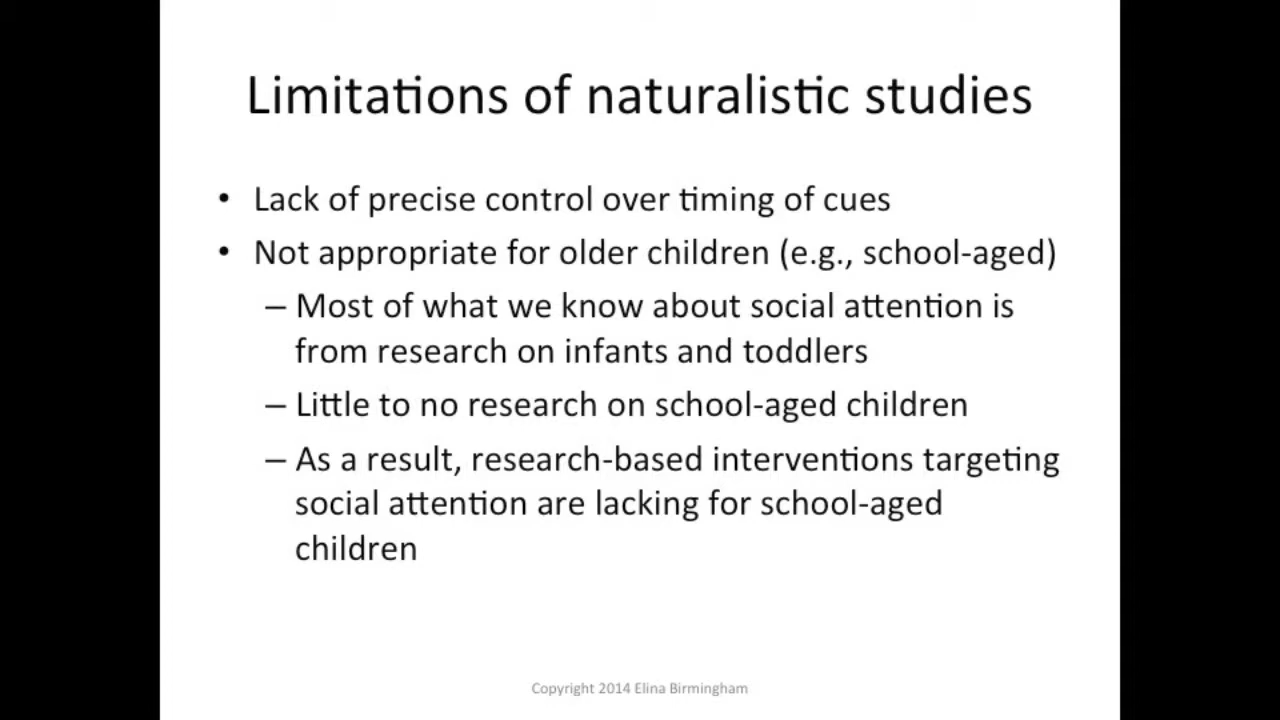 Limitations of naturalistic studies
• Lack of precise control over timing of cues
• Not appropriate for older children (e.g., school-aged)
– Most of what we know about social attention is
from research on infants and toddlers
– Little to no research on school-aged children
– As a result, research-based interventions targeting
social attention are lacking for school-aged
children
Copyright 2014 Elina Birmingham